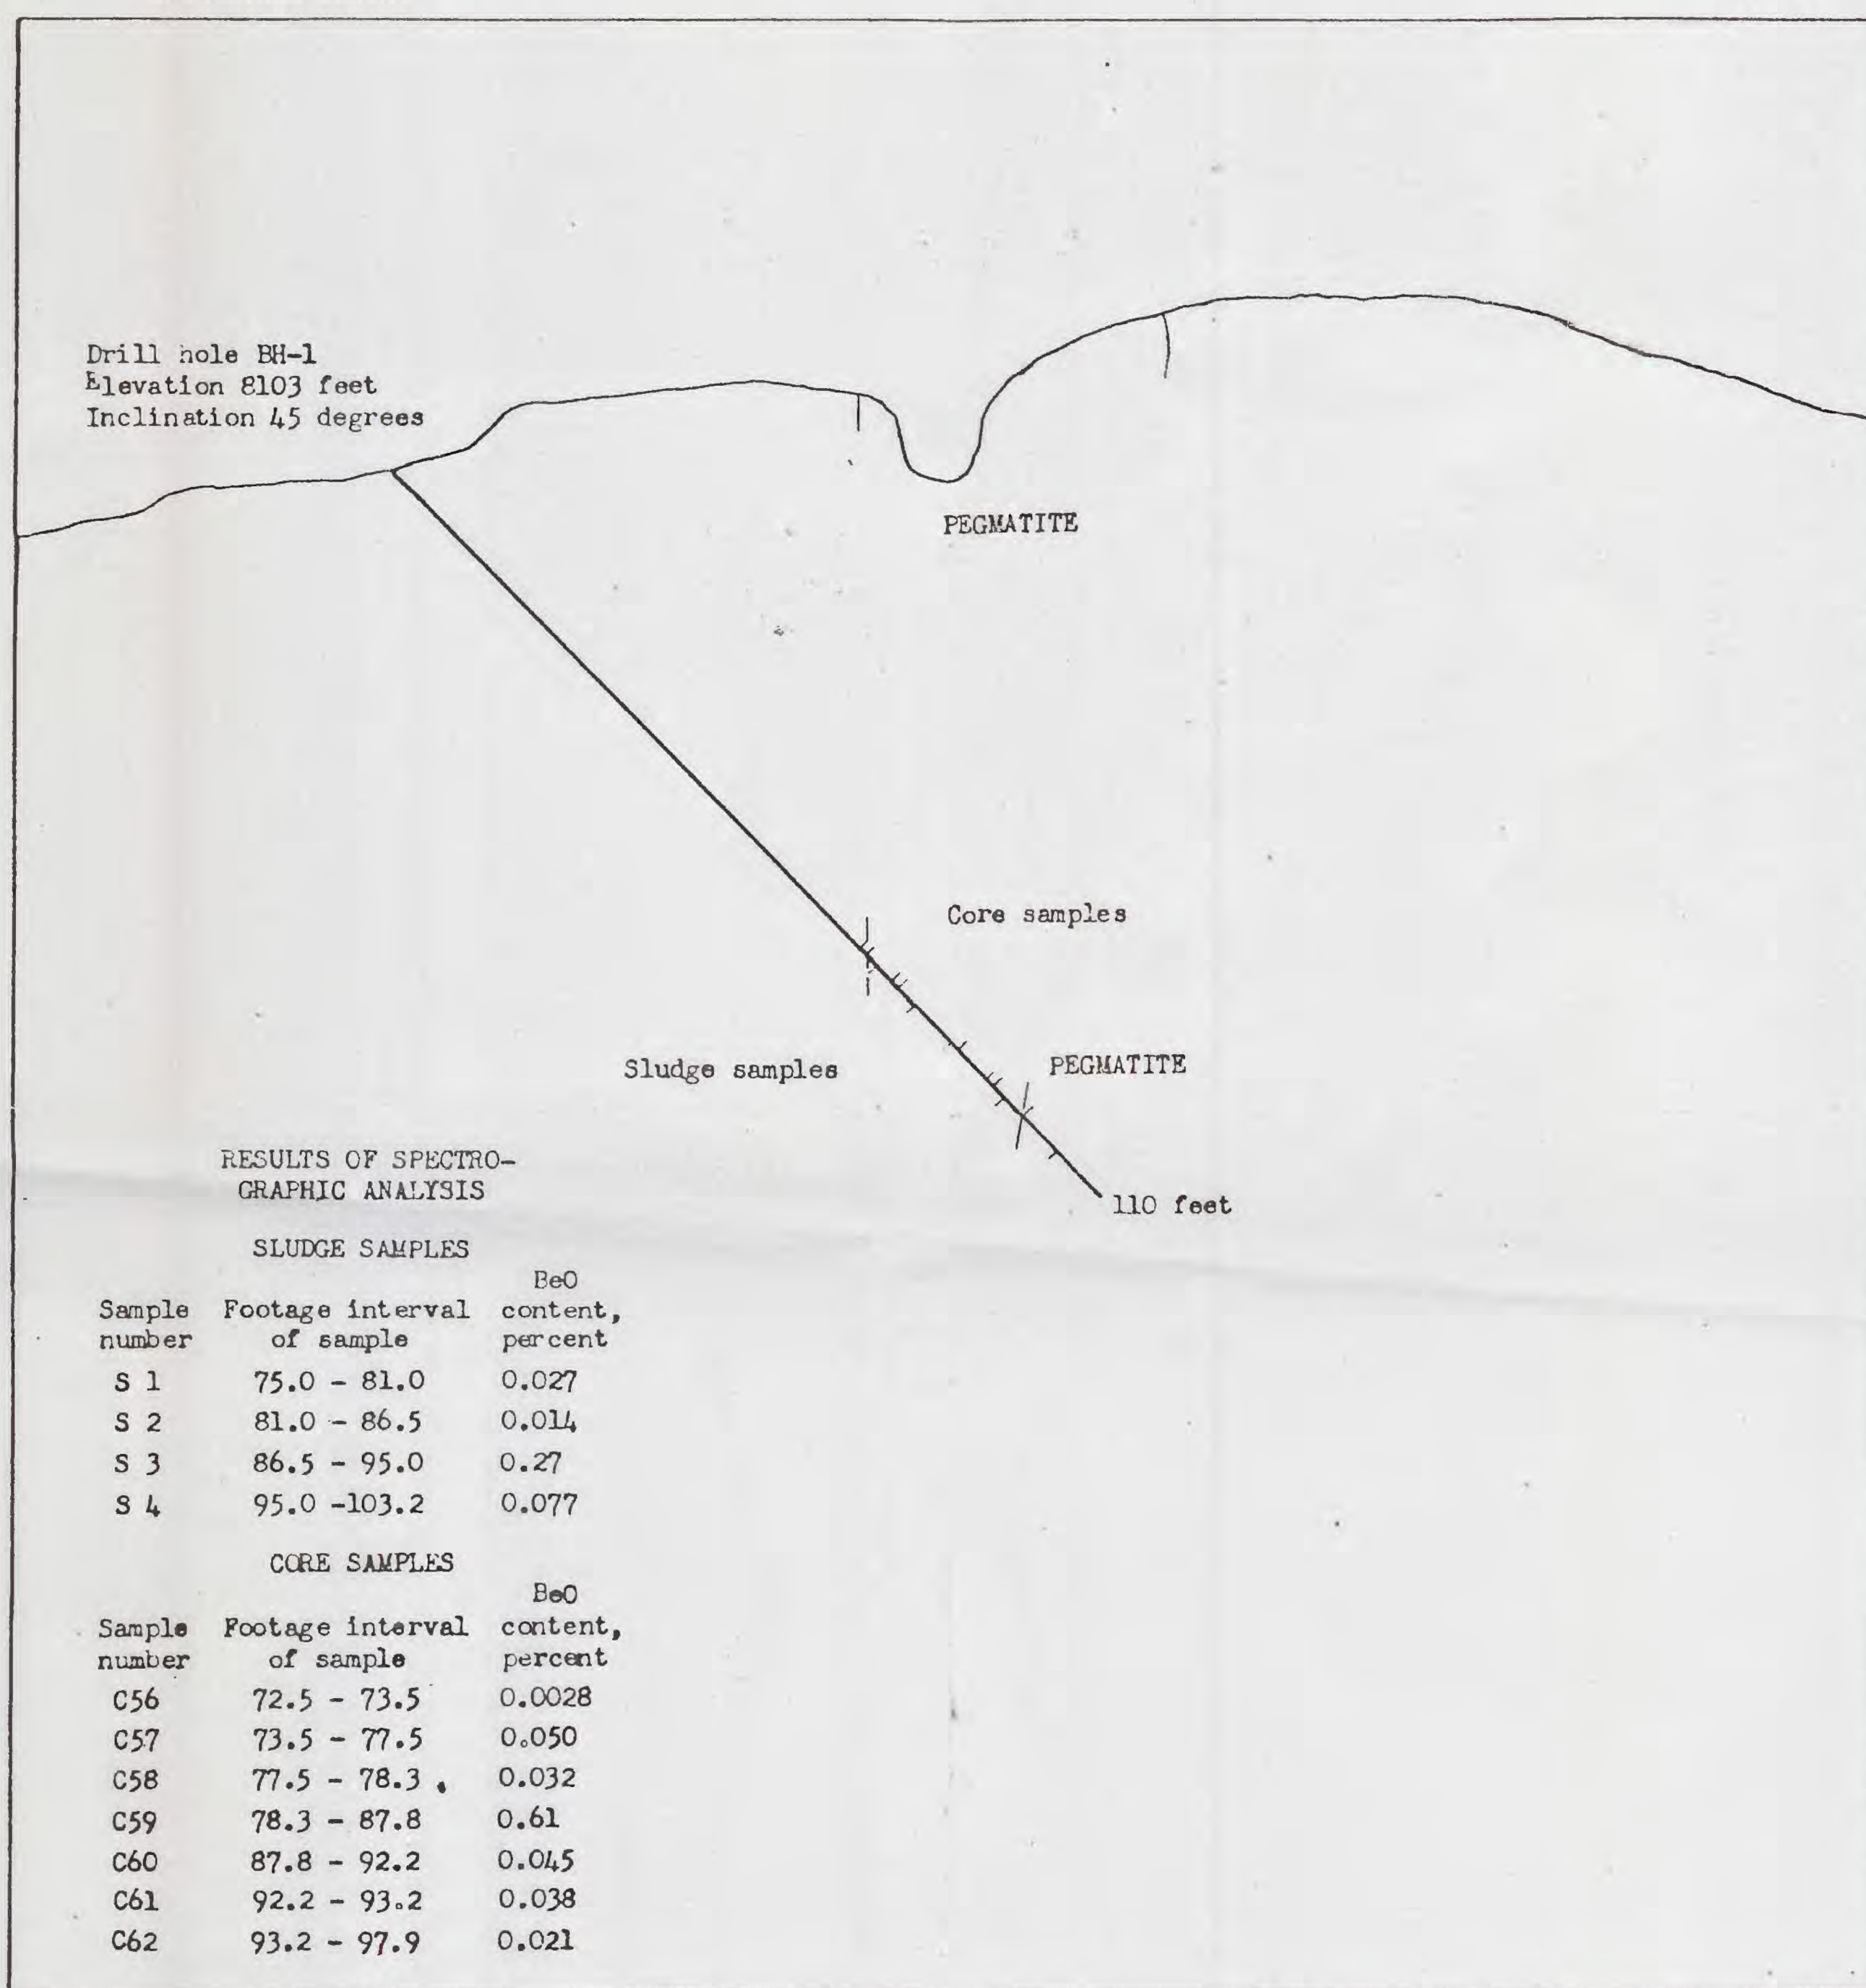 Drill hole BH-1
Elevation 8103 feet
Inclination 45 degrees
PEGMATITE
Core samples
Sludge samples
PEGMATITE
110 feet
RESULTS OF SPECTRO-
GRAPHIC ANALYSIS
SLUDGE SAMPLES
BeO
Sample Footage interval content,
number of sample percent
S 1 75.0 - 81.0 0.027
S 2 81.0 - 86.5 0.014
S 3 86.5 - 95.0 0.27
S 4 95.0 -103.2 0.077
CORE SAMPLES
BeO
Sample Footage interval content,
number of sample percent
C56 72.5 - 73.5 0.0028
C57 73.5 - 77.5 0.050
C58 77.5 - 78.3 0.032
C59 78.3 - 87.8 0.61
C60 87.8 - 92.2 0.045
C61 92.2 - 93.2 0.038
C62 93.2 - 97.9 0.021